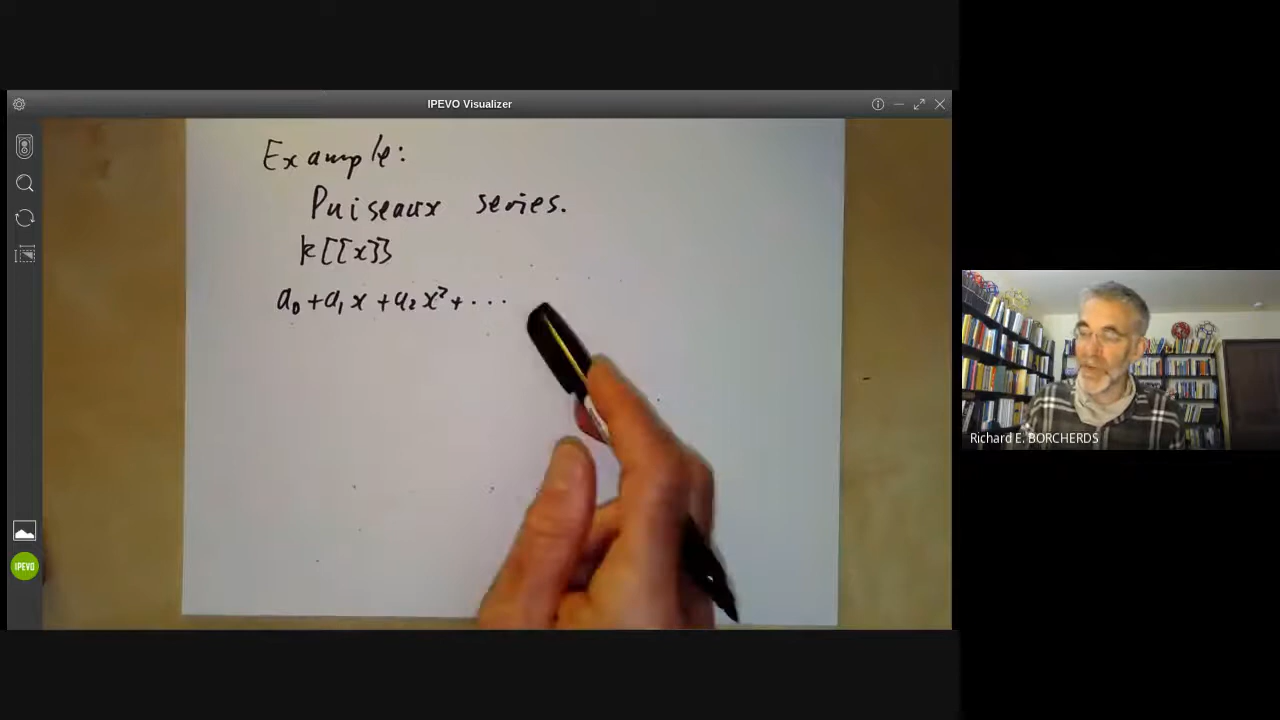 IPEVO Visualizer
Example:
Puiseaux series.
k[[x]]
a₀ + a₁x + a₂x² + ...
Richard E. BORCHERDS
IPEVO